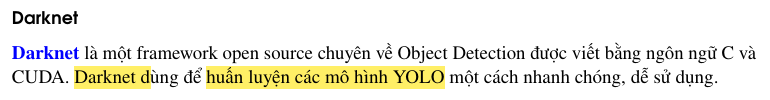 Darknet
Darknet là một framework open source chuyên về Object Detection được viết bằng ngôn ngữ C và
CUDA. Darknet dùng để huấn luyện các mô hình YOLO một cách nhanh chóng, dễ sử dụng.